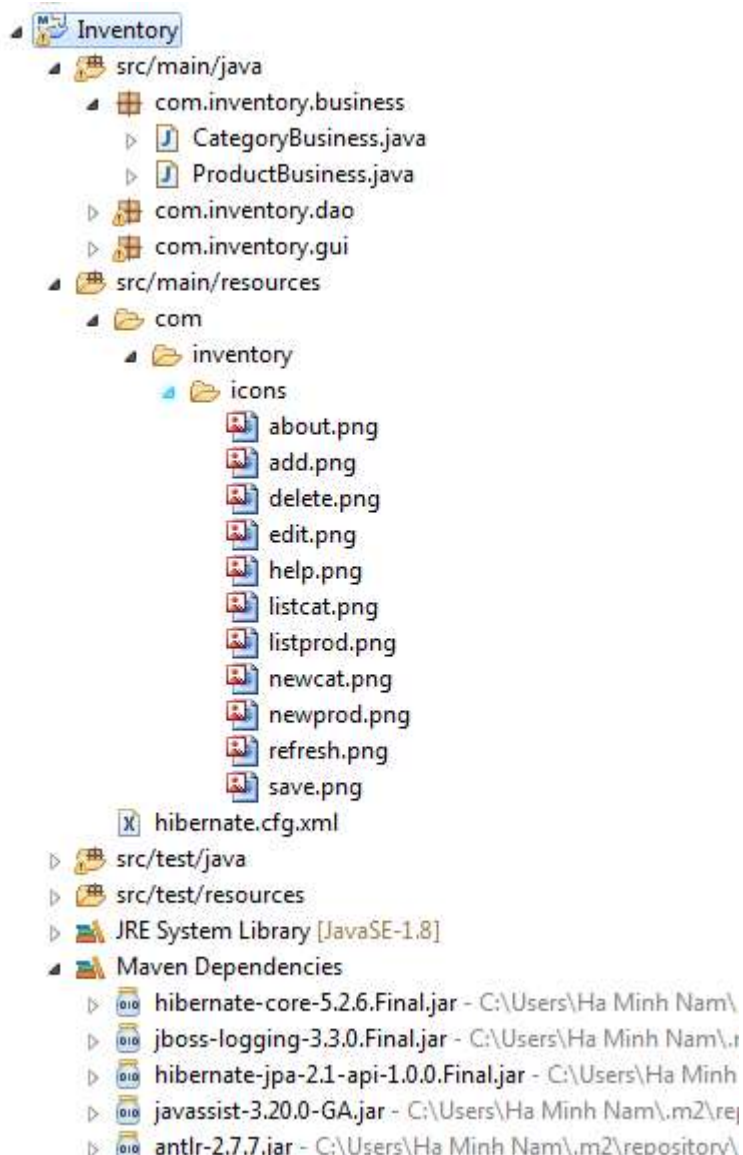 Inventory
src/main/java
com.inventory.business
CategoryBusiness.java
ProductBusiness.java
com.inventory.dao
com.inventory.gui
src/main/resources
com
inventory
icons
about.png
add.png
delete.png
edit.png
help.png
listcat.png
listprod.png
newcat.png
newprod.png
refresh.png
save.png
hibernate.cfg.xml
src/test/java
src/test/resources
JRE System Library [JavaSE-1.8]
Maven Dependencies
hibernate-core-5.2.6.Final.jar - C:\Users\Ha Minh Nam\
jboss-logging-3.3.0.Final.jar - C:\Users\Ha Minh Nam\.
hibernate-jpa-2.1-api-1.0.0.Final.jar - C:\Users\Ha Minh
javassist-3.20.0-GA.jar - C:\Users\Ha Minh Nam\.m2\rep
antlr-2.7.7.jar - C:\Users\Ha Minh Nam\.m2\repository\